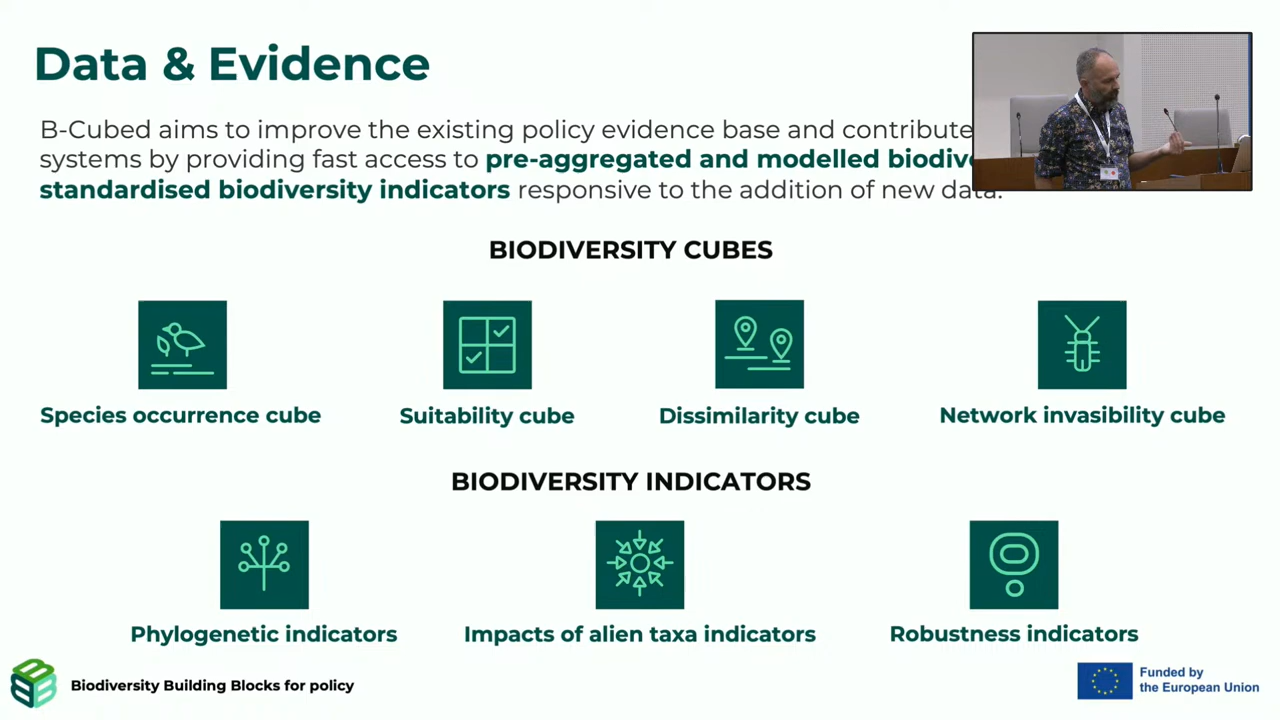 Data & Evidence
B-Cubed aims to improve the existing policy evidence base and contribute
systems by providing fast access to pre-aggregated and modelled
standardised biodiversity indicators responsive to the addition of new data.
BIODIVERSITY CUBES
Species occurrence cube
Suitability cube
Dissimilarity cube
Network invasibility cube
BIODIVERSITY INDICATORS
Phylogenetic indicators
Impacts of alien taxa indicators
Robustness indicators
Biodiversity Building Blocks for policy
Funded by
the European Union